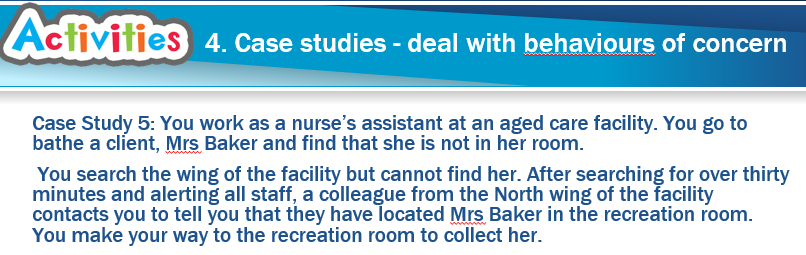 Activities
4. Case studies - deal with behaviours of concern
Case Study 5: You work as a nurse's assistant at an aged care facility. You go to
bathe a client, Mrs Baker and find that she is not in her room.
You search the wing of the facility but cannot find her. After searching for over thirty
minutes and alerting all staff, a colleague from the North wing of the facility
contacts you to tell you that they have located Mrs Baker in the recreation room.
You make your way to the recreation room to collect her.